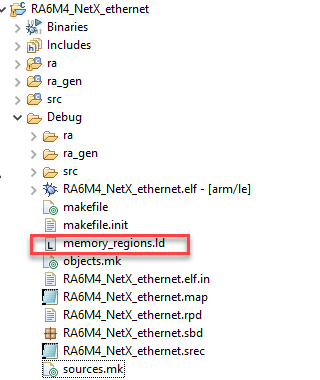 RA6M4_NetX_ethernet
Binaries
Includes
ra
ra_gen
src
Debug
ra
ra_gen
src
RA6M4_NetX_ethernet.elf - [arm/le]
makefile
makefile.init
memory_regions.ld
objects.mk
RA6M4_NetX_ethernet.elf.in
RA6M4_NetX_ethernet.map
RA6M4_NetX_ethernet.rpd
RA6M4_NetX_ethernet.sbd
RA6M4_NetX_ethernet.srec
sources.mk